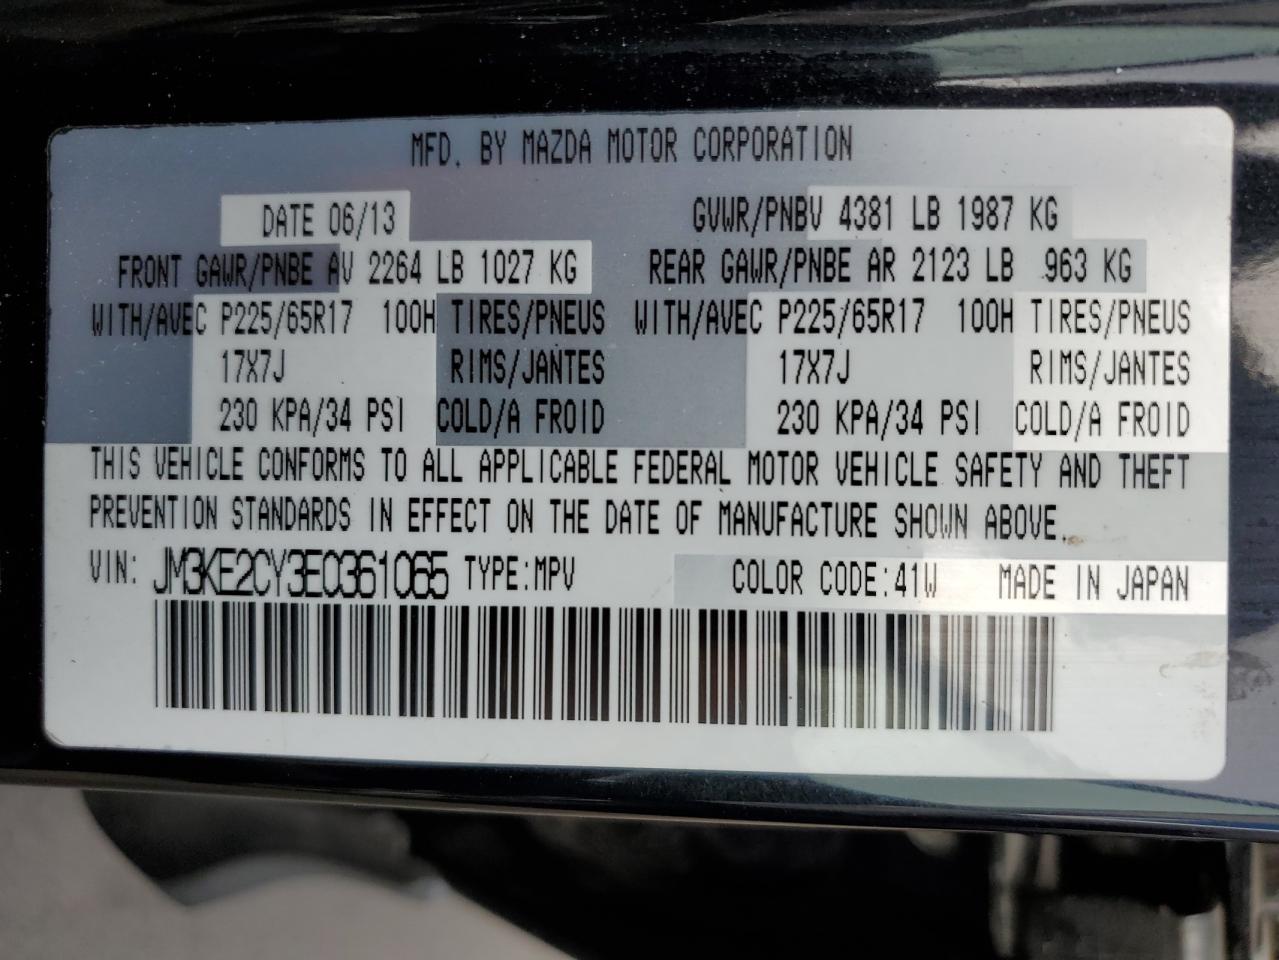 MFD. BY MAZDA MOTOR CORPORATION
DATE 06/13 GVWR/PNBV 4381 LB 1987 KG
FRONT GAWR/PNBE AV 2264 LB 1027 KG REAR GAWR/PNBE AR 2123 LB 963 KG
WITH/AVEC P225/65R17 100H TIRES/PNEUS WITH/AVEC P225/65R17 100H TIRES/PNEUS
17X7J RIMS/JANTES 17X7J RIMS/JANTES
230 KPA/34 PSI COLD/A FROID 230 KPA/34 PSI COLD/A FROID
THIS VEHICLE CONFORMS TO ALL APPLICABLE FEDERAL MOTOR VEHICLE SAFETY AND THEFT
PREVENTION STANDARDS IN EFFECT ON THE DATE OF MANUFACTURE SHOWN ABOVE.
VIN: JM3KE2CY3E0361065 TYPE:MPV COLOR CODE:41W MADE IN JAPAN